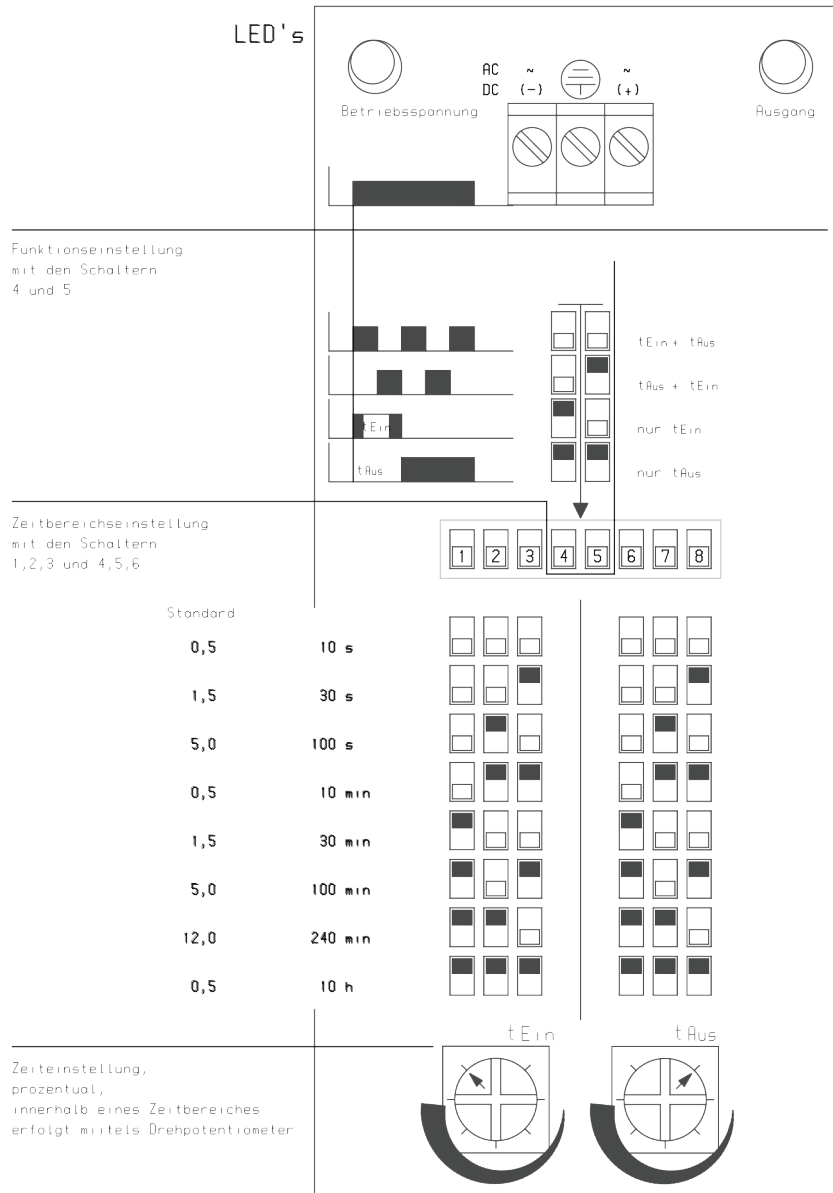 LED's
AC ~ ~
DC (-) (+)
Betriebsspannung
Ausgang
Funktionseinstellung
mit den Schaltern
4 und 5
tEin + tAus
tAus + tEin
tEin
nur tEin
tAus
nur tAus
Zeitbereichseinstellung
mit den Schaltern
1,2,3 und 4,5,6
1 2 3 4 5 6 7 8
Standard
0,5 10 s
1,5 30 s
5,0 100 s
0,5 10 min
1,5 30 min
5,0 100 min
12,0 240 min
0,5 10 h
tEin tAus
Zeiteinstellung,
prozentual,
innerhalb eines Zeitbereiches
erfolgt miitels Drehpotentiometer